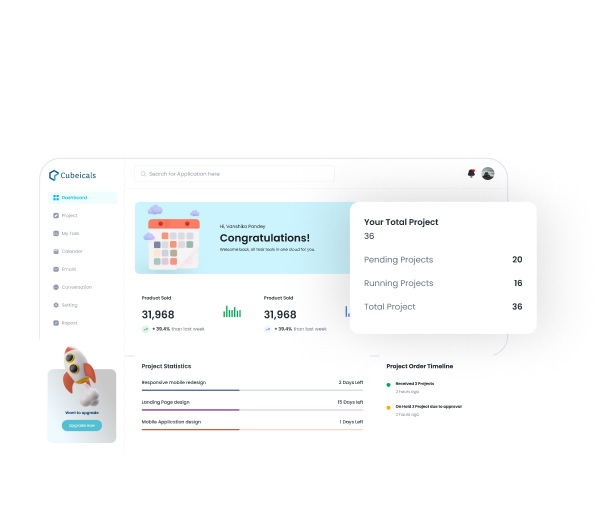 Cubeicals
Search for Application here
Dashboard
Project
My Task
Calendar
Emails
Conversation
Setting
Report
Want to upgrade
Upgrade now
Hi, Vanshika Pandey
Congratulations!
Welcome back, all task tools in one cloud for you.
Product Sold
31,968
+ 39.4% than last week
Product Sold
31,968
+ 39.4% than last week
Your Total Project
36
Pending Projects 20
Running Projects 16
Total Project 36
Project Statistics
Responsive mobile redesign 2 Days Left
Landing Page design 15 Days Left
Mobile Application design 1 Days Left
Project Order Timeline
Received 3 Projects
2 hours ago
On Hold 3 Project due to approval
2 hours ago